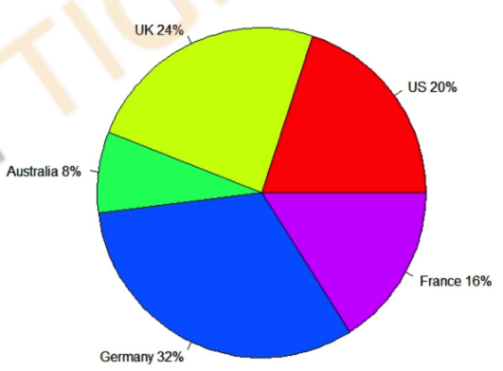 UK 24%
US 20%
Australia 8%
France 16%
Germany 32%